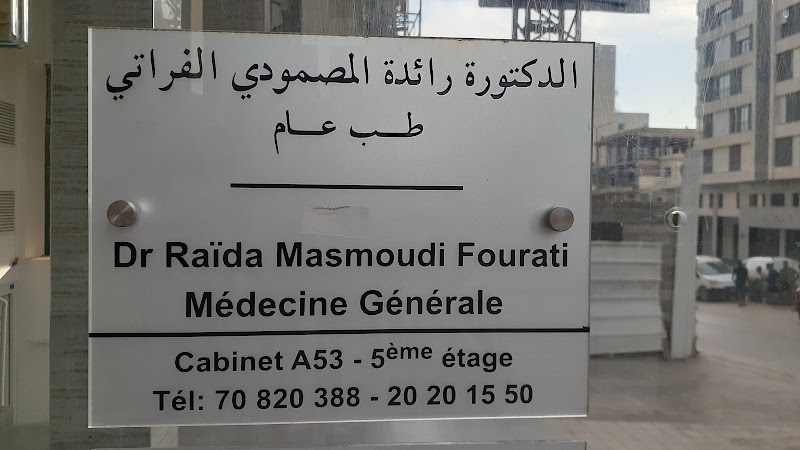 الدكتورة رائدة المصمودي الفراتي
طب عام
Dr Raïda Masmoudi Fourati
Médecine Générale
Cabinet A53 - 5ème étage
Tél: 70 820 388 - 20 20 15 50